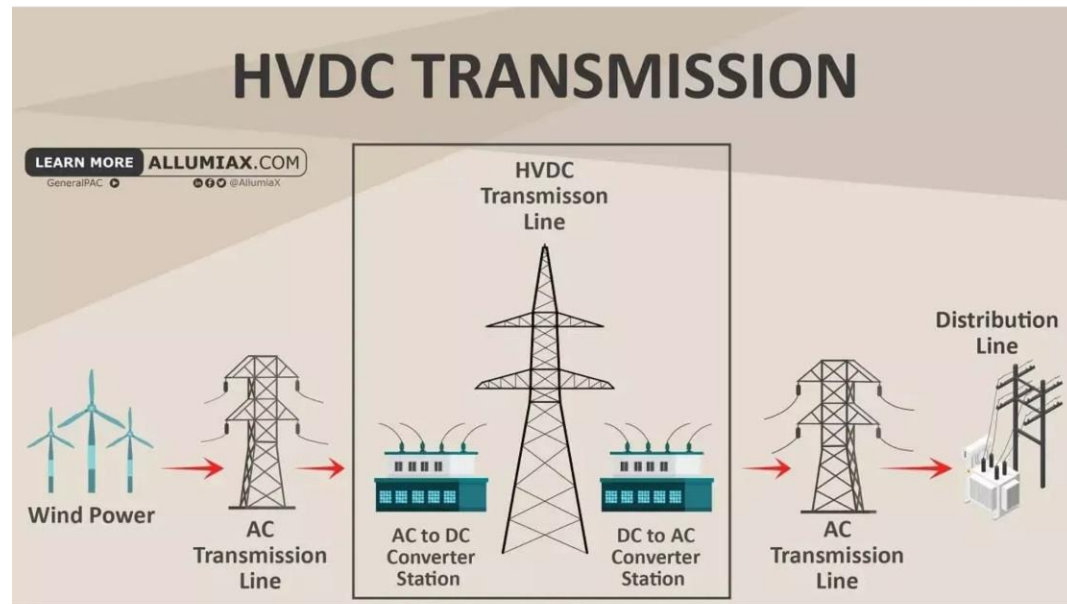 HVDC TRANSMISSION
LEARN MORE ALLUMIAX.COM
GeneralPAC @AllumiaX
HVDC
Transmisson
Line
Distribution
Line
Wind Power
AC
Transmission
Line
AC to DC
Converter
Station
DC to AC
Converter
Station
AC
Transmission
Line